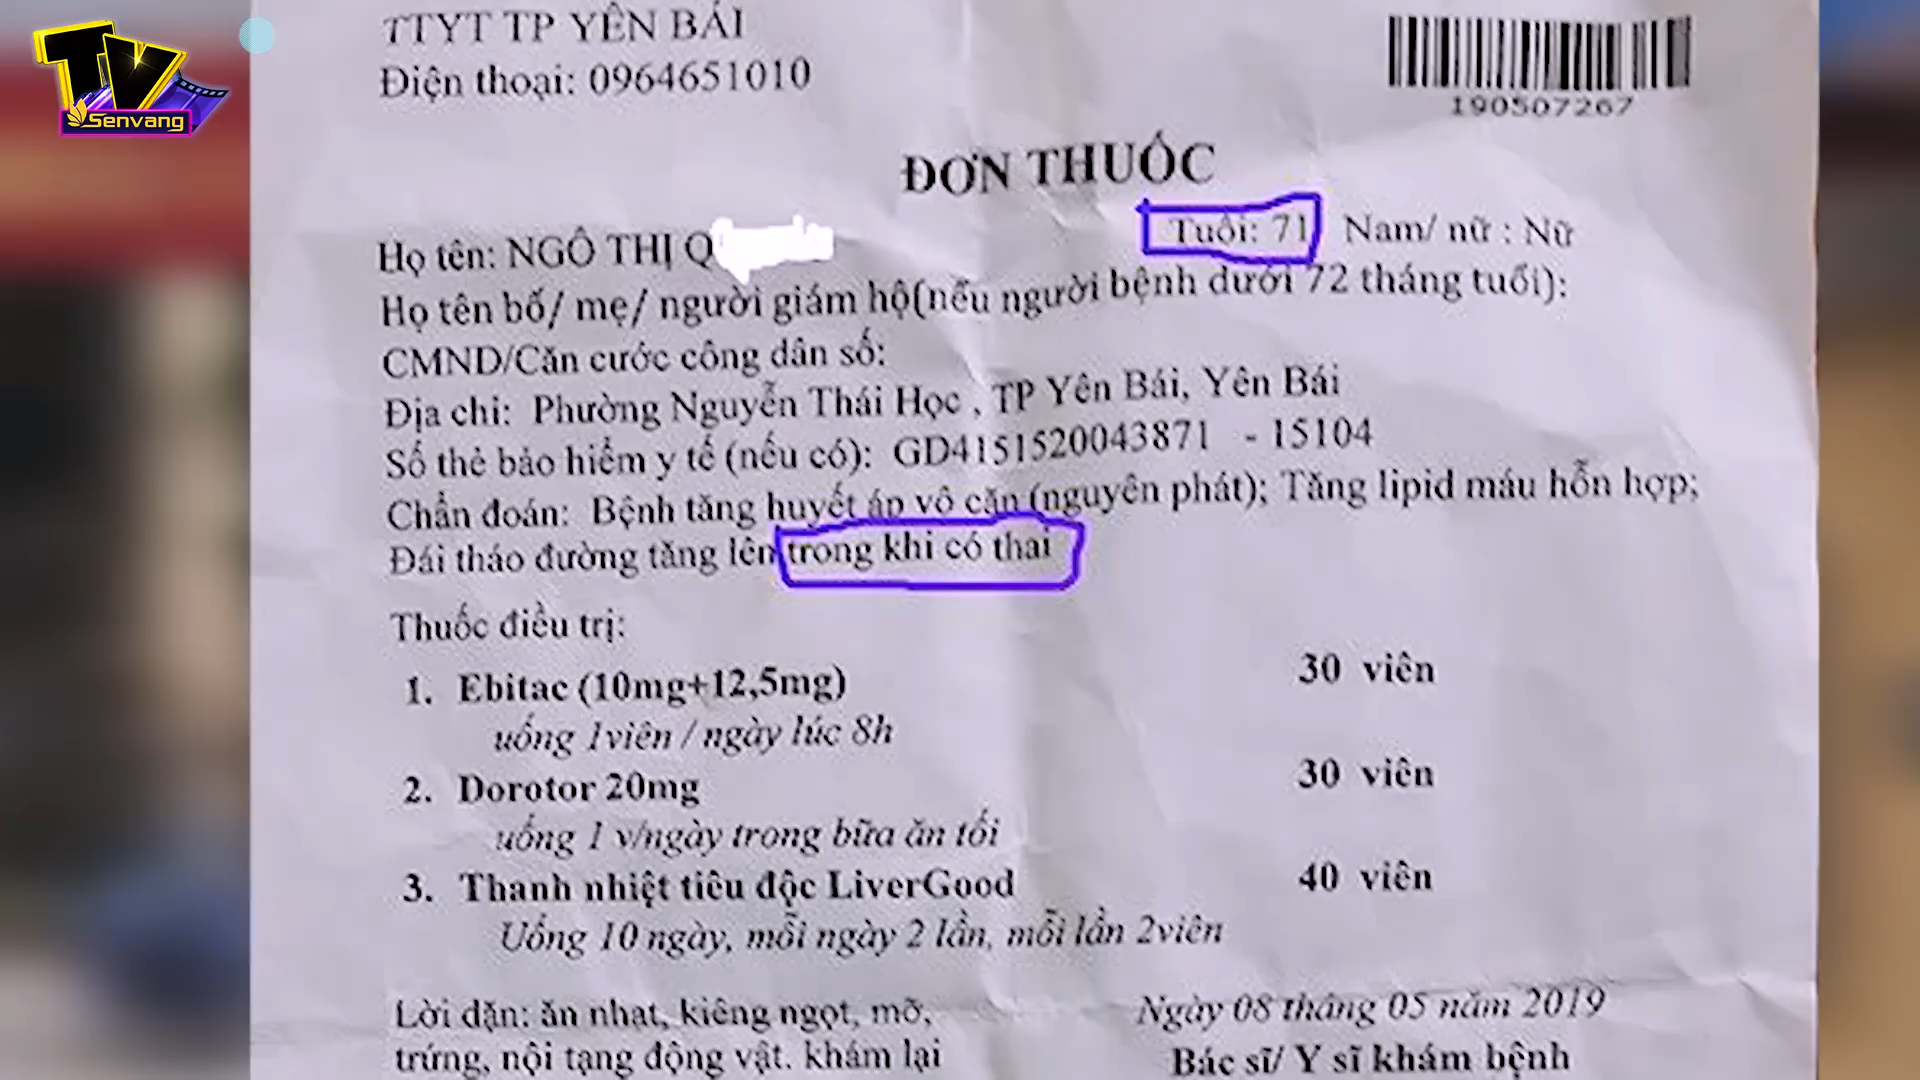 TV
Senvang
TTYT TP YÊN BÁI
Điện thoại: 0964651010
190507267
ĐƠN THUỐC
Họ tên: NGÔ THỊ Q
Tuổi: 71 Nam/ nữ : Nữ
Họ tên bố/ mẹ/ người giám hộ(nếu người bệnh dưới 72 tháng tuổi):
CMND/Căn cước công dân số:
Địa chỉ: Phường Nguyễn Thái Học , TP Yên Bái, Yên Bái
Số thẻ bảo hiểm y tế (nếu có): GD4151520043871 - 15104
Chẩn đoán: Bệnh tăng huyết áp vô căn (nguyên phát); Tăng lipid máu hỗn hợp;
Đái tháo đường tăng lên trong khi có thai
Thuốc điều trị:
1. Ebitac (10mg+12,5mg) 30 viên
uống 1viên / ngày lúc 8h
2. Dorotor 20mg 30 viên
uống 1 v/ngày trong bữa ăn tối
3. Thanh nhiệt tiêu độc LiverGood 40 viên
Uống 10 ngày, mỗi ngày 2 lần, mỗi lần 2viên
Lời dặn: ăn nhạt, kiêng ngọt, mỡ,
trứng, nội tạng động vật. khám lại
Ngày 08 tháng 05 năm 2019
Bác sĩ/ Y sĩ khám bệnh